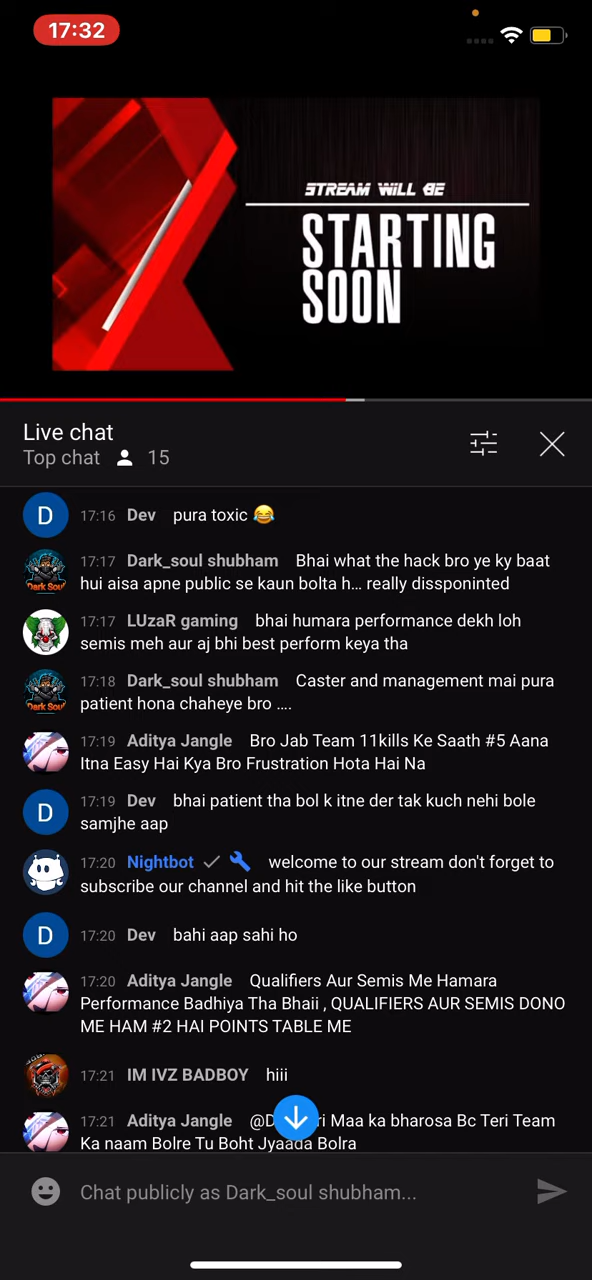 17:32
STREAM WILL BE
STARTING
SOON
Live chat
Top chat 15
D 17:16 Dev pura toxic 😂
17:17 Dark_soul shubham Bhai what the hack bro ye ky baat
hui aisa apne public se kaun bolta h... really dissponinted
17:17 LUzaR gaming bhai humara performance dekh loh
semis meh aur aj bhi best perform keya tha
17:18 Dark_soul shubham Caster and management mai pura
patient hona chaheye bro ....
17:19 Aditya Jangle Bro Jab Team 11kills Ke Saath #5 Aana
Itna Easy Hai Kya Bro Frustration Hota Hai Na
D 17:19 Dev bhai patient tha bol k itne der tak kuch nehi bole
samjhe aap
17:20 Nightbot welcome to our stream don't forget to
subscribe our channel and hit the like button
D 17:20 Dev bahi aap sahi ho
17:20 Aditya Jangle Qualifiers Aur Semis Me Hamara
Performance Badhiya Tha Bhaii , QUALIFIERS AUR SEMIS DONO
ME HAM #2 HAI POINTS TABLE ME
17:21 IM IVZ BADBOY hiii
17:21 Aditya Jangle Maa ka bharosa Bc Teri Team
Ka naam Bolre Tu Boht Jyaada Bolra
Chat publicly as Dark_soul shubham...